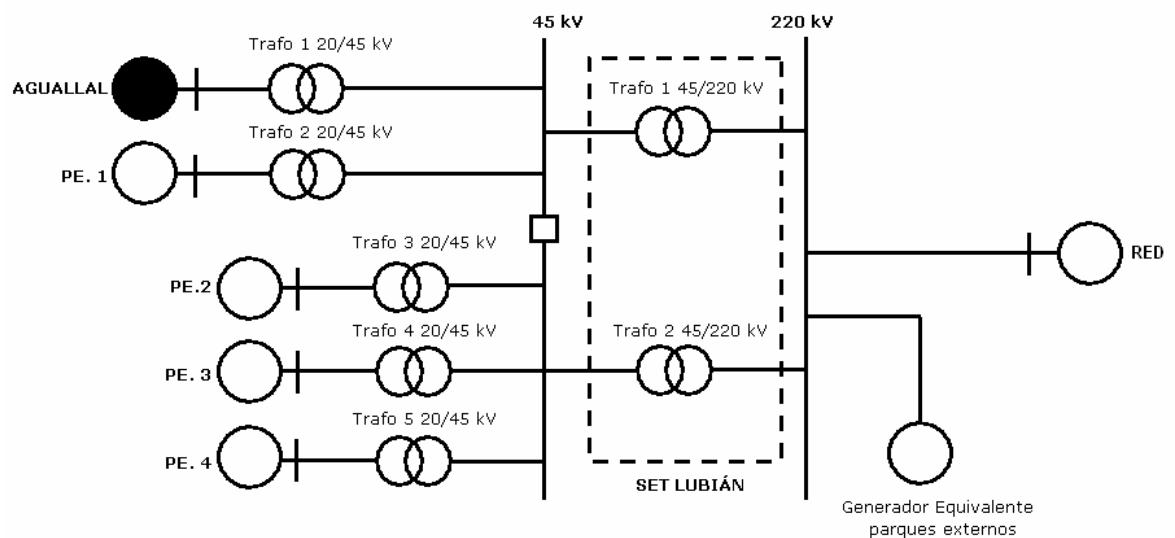 45 kV
220 kV
Trafo 1 20/45 kV
AGUALLAL
Trafo 1 45/220 kV
Trafo 2 20/45 kV
PE. 1
Trafo 3 20/45 kV
PE.2
RED
Trafo 4 20/45 kV
Trafo 2 45/220 kV
PE. 3
Trafo 5 20/45 kV
PE. 4
SET LUBIÁN
Generador Equivalente
parques externos